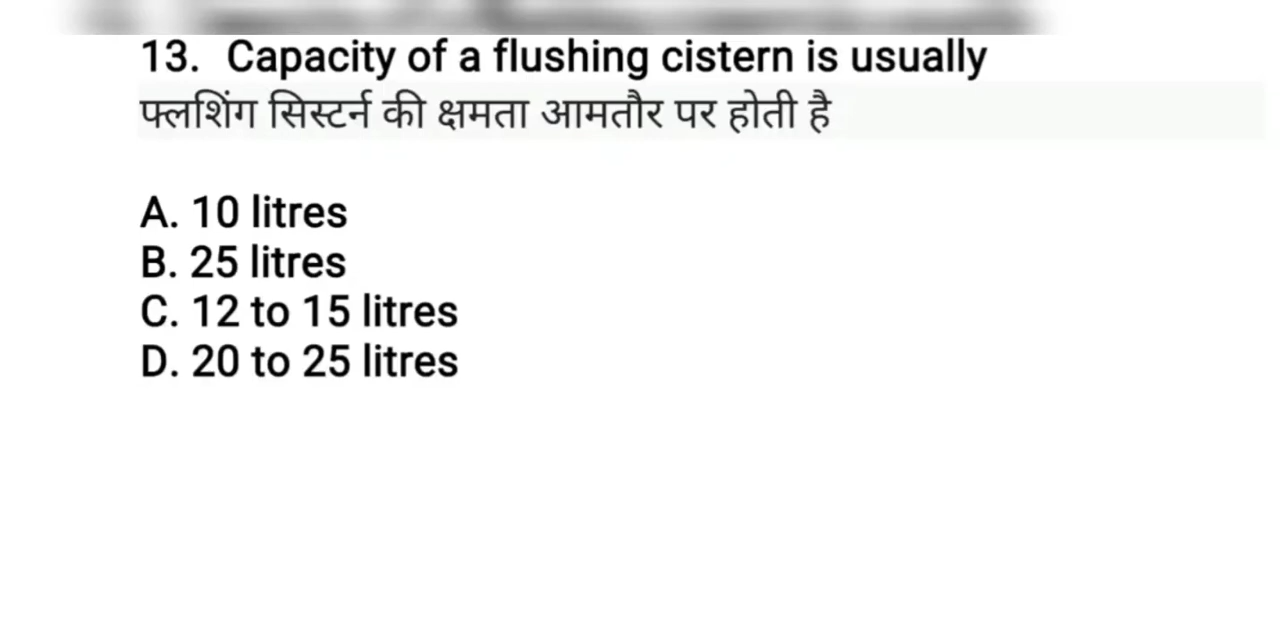 13. Capacity of a flushing cistern is usually
फ्लशिंग सिस्टर्न की क्षमता आमतौर पर होती है
A. 10 litres
B. 25 litres
C. 12 to 15 litres
D. 20 to 25 litres